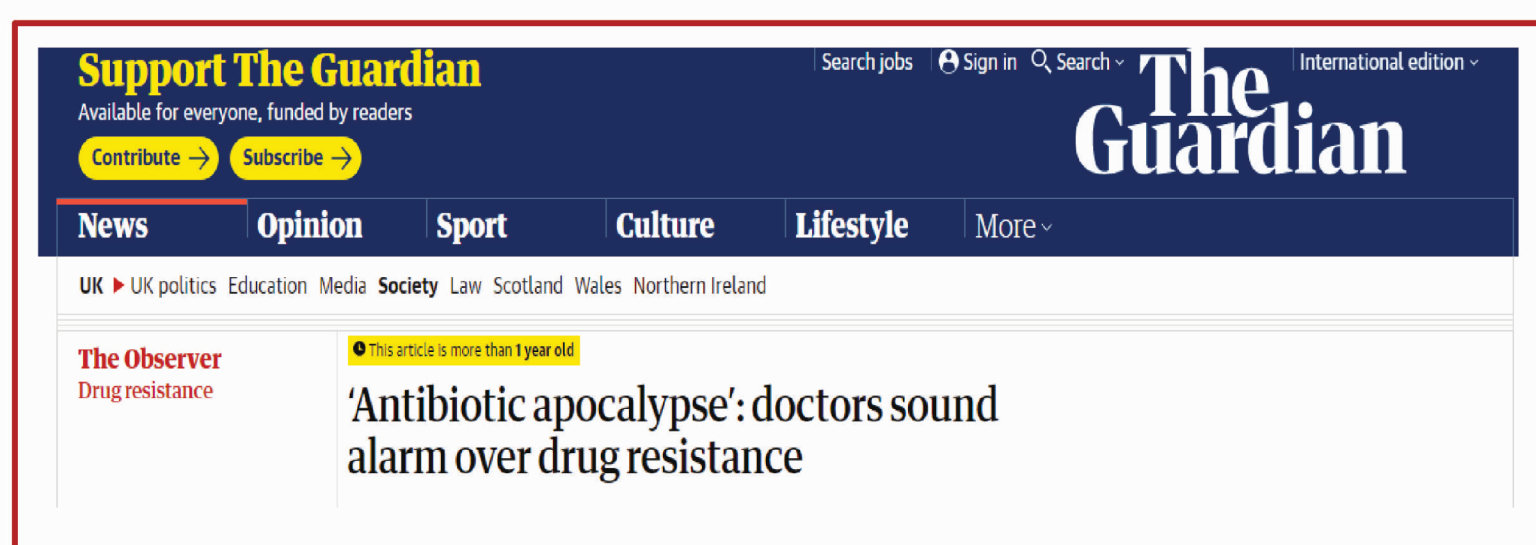 Support The Guardian
Available for everyone, funded by readers
Contribute →
Subscribe →
Search jobs
Sign in
Search
International edition
The
Guardian
News
Opinion
Sport
Culture
Lifestyle
More
UK ▶ UK politics Education Media Society Law Scotland Wales Northern Ireland
The Observer
Drug resistance
This article is more than 1 year old
‘Antibiotic apocalypse’: doctors sound
alarm over drug resistance